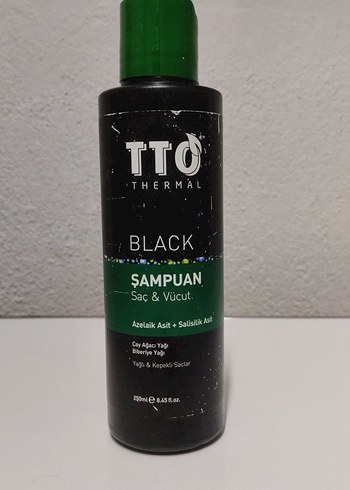 TTO
THERMAL
BLACK
ŞAMPUAN
Saç & Vücut
Azelaik Asit + Salisilik Asit
Çay Ağacı Yağı
Biberiye Yağı
Yağlı & Kepekli Saçlar
250ml ℮ 8.45 fl.oz.